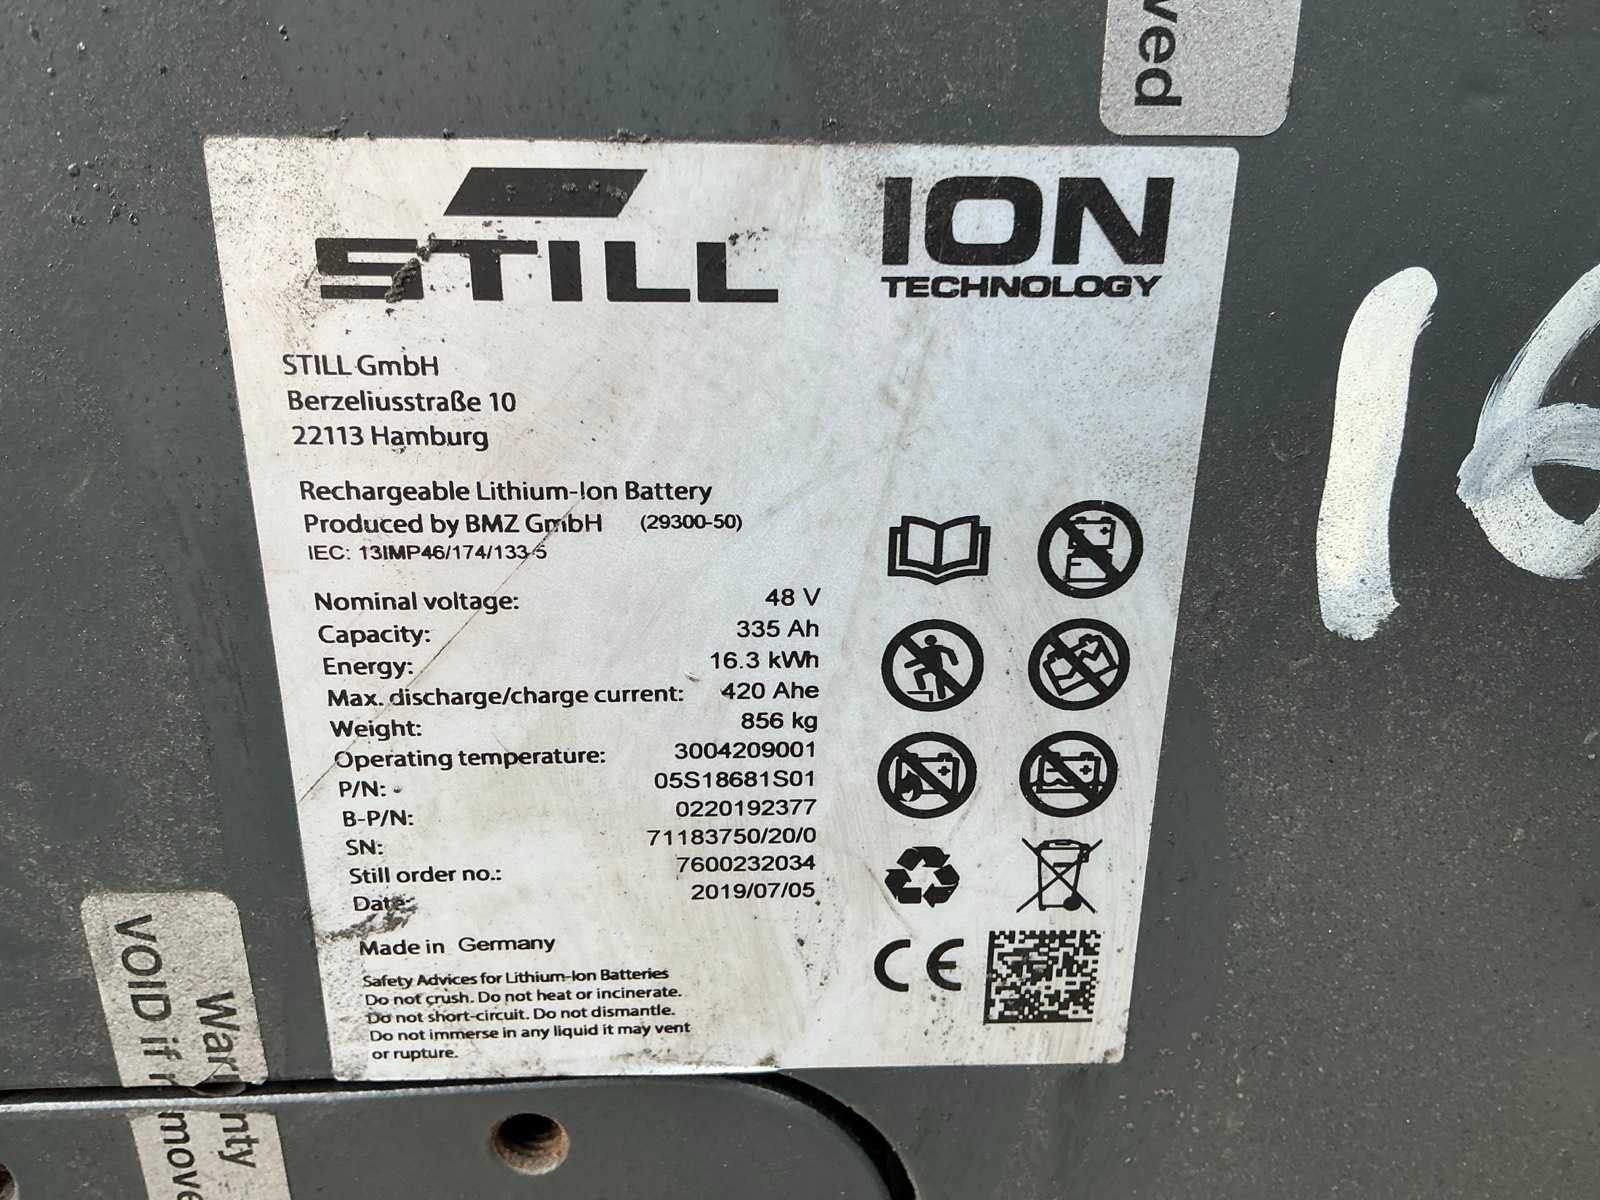 ved
STILL
ION
TECHNOLOGY
STILL GmbH
Berzeliusstraße 10
22113 Hamburg
Rechargeable Lithium-Ion Battery
Produced by BMZ GmbH (29300-50)
IEC: 13IMP46/174/133-5
Nominal voltage: 48 V
Capacity: 335 Ah
Energy: 16.3 kWh
Max. discharge/charge current: 420 Ahe
Weight: 856 kg
Operating temperature: 3004209001
P/N: 05S18681S01
B-P/N: 0220192377
SN: 71183750/20/0
Still order no.: 7600232034
Date: 2019/07/05
Made in Germany
Safety Advices for Lithium-Ion Batteries
Do not crush. Do not heat or incinerate.
Do not short-circuit. Do not dismantle.
Do not immerse in any liquid it may vent
or rupture.
CE
16
Warranty
VOID if remove